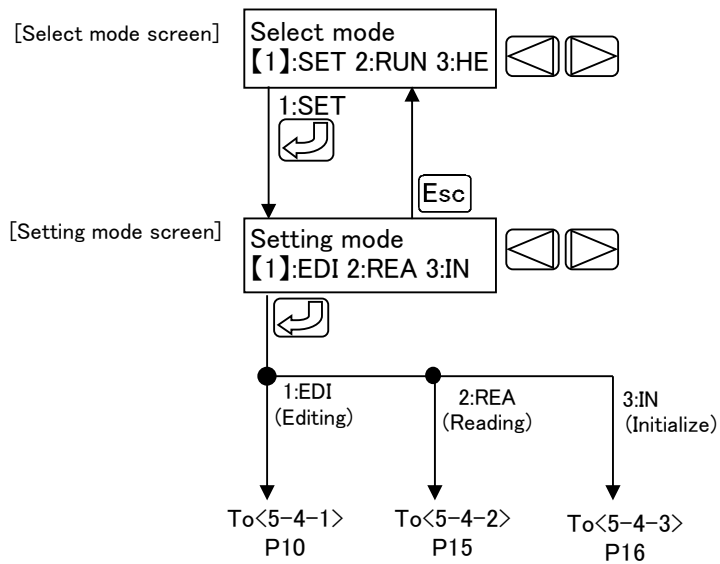 [Select mode screen]
Select mode
【1】:SET 2:RUN 3:HE
1:SET
Esc
[Setting mode screen]
Setting mode
【1】:EDI 2:REA 3:IN
1:EDI
(Editing)
2:REA
(Reading)
3:IN
(Initialize)
To<5-4-1>
P10
To<5-4-2>
P15
To<5-4-3>
P16